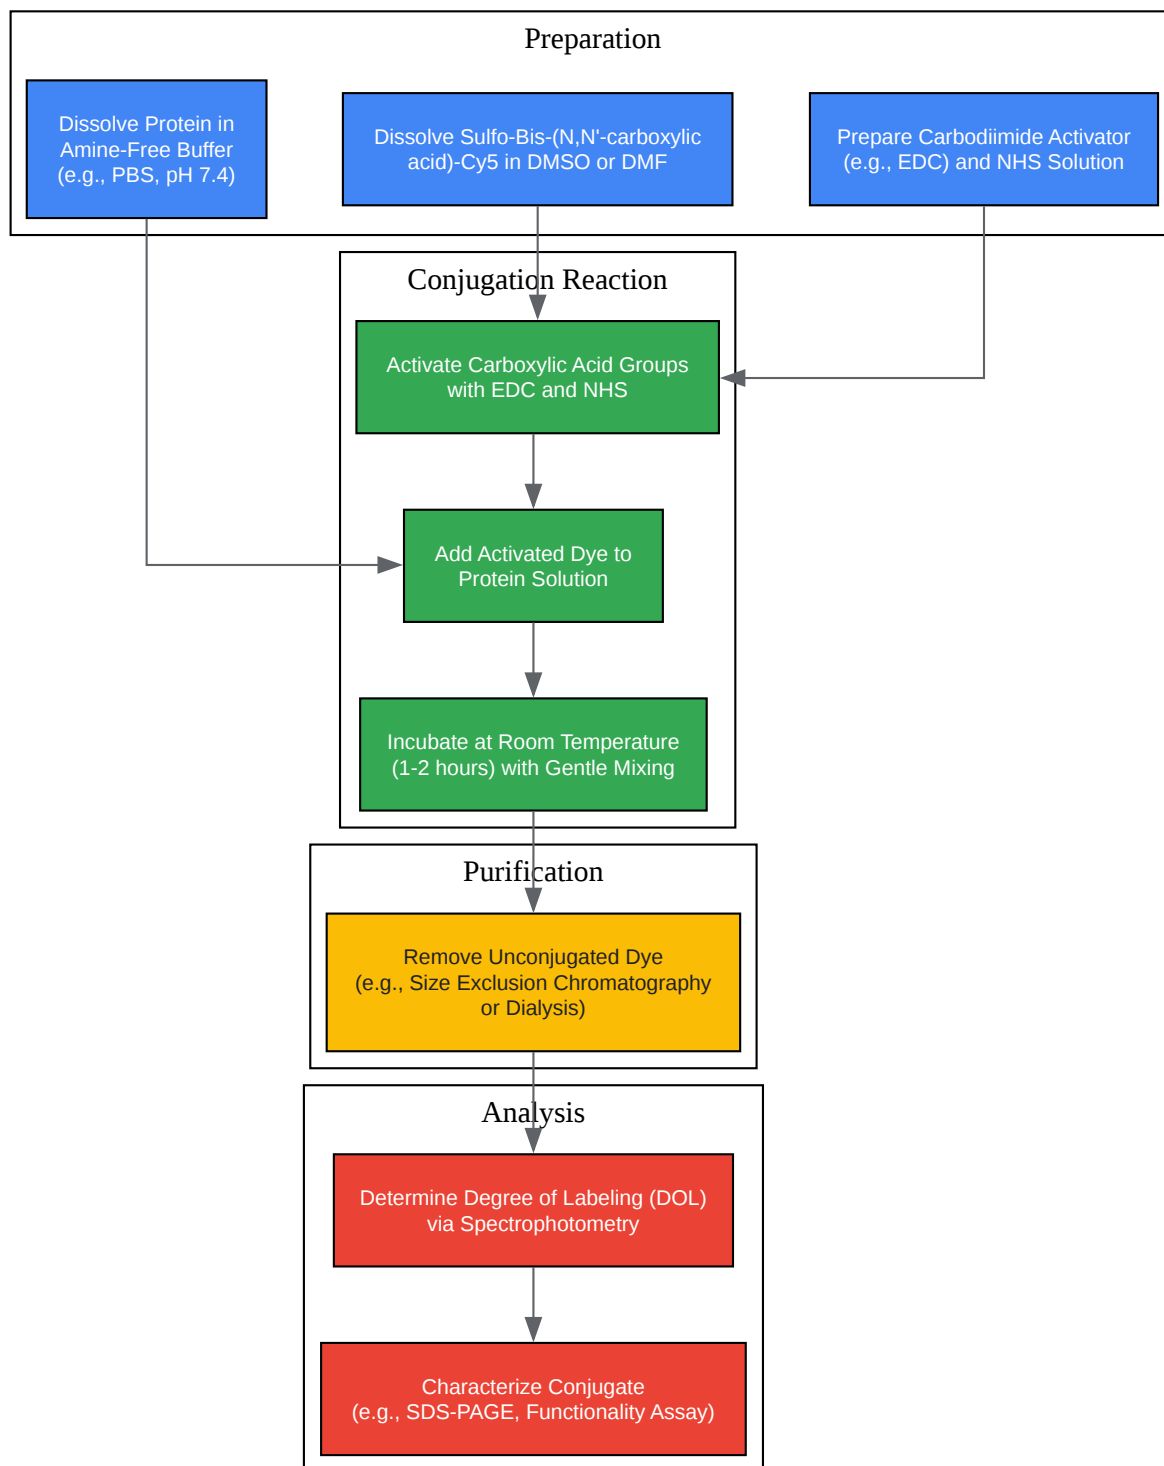 Preparation
Dissolve Protein in
Amine-Free Buffer
(e.g., PBS, pH 7.4)
Dissolve Sulfo-Bis-(N,N'-carboxylic
acid)-Cy5 in DMSO or DMF
Prepare Carbodiimide Activator
(e.g., EDC) and NHS Solution
Conjugation Reaction
Activate Carboxylic Acid Groups
with EDC and NHS
Add Activated Dye to
Protein Solution
Incubate at Room Temperature
(1-2 hours) with Gentle Mixing
Purification
Remove Unconjugated Dye
(e.g., Size Exclusion Chromatography
or Dialysis)
Analysis
Determine Degree of Labeling (DOL)
via Spectrophotometry
Characterize Conjugate
(e.g., SDS-PAGE, Functionality Assay)